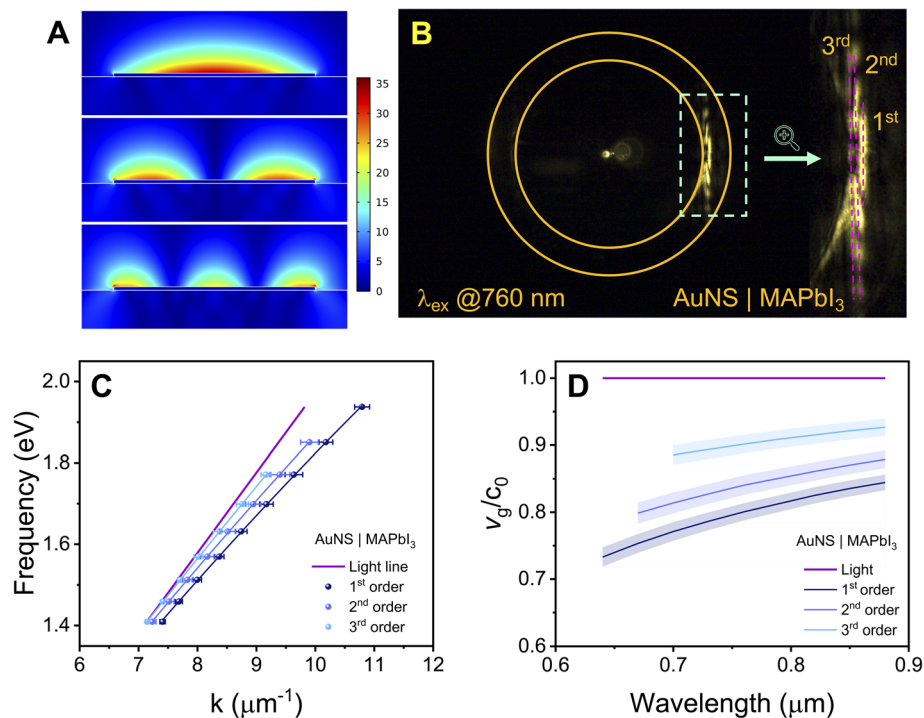 A
35
30
25
20
15
10
5
0
B
3rd
2nd
1st
λex @760 nm
AuNS | MAPbI3
C
Frequency (eV)
2.0
1.8
1.6
1.4
6
7
8
9
10
11
12
k (μm-1)
AuNS | MAPbI3
Light line
1st order
2nd order
3rd order
D
vg/c0
1.0
0.9
0.8
0.7
0.6
0.6
0.7
0.8
0.9
Wavelength (μm)
AuNS | MAPbI3
Light
1st order
2nd order
3rd order